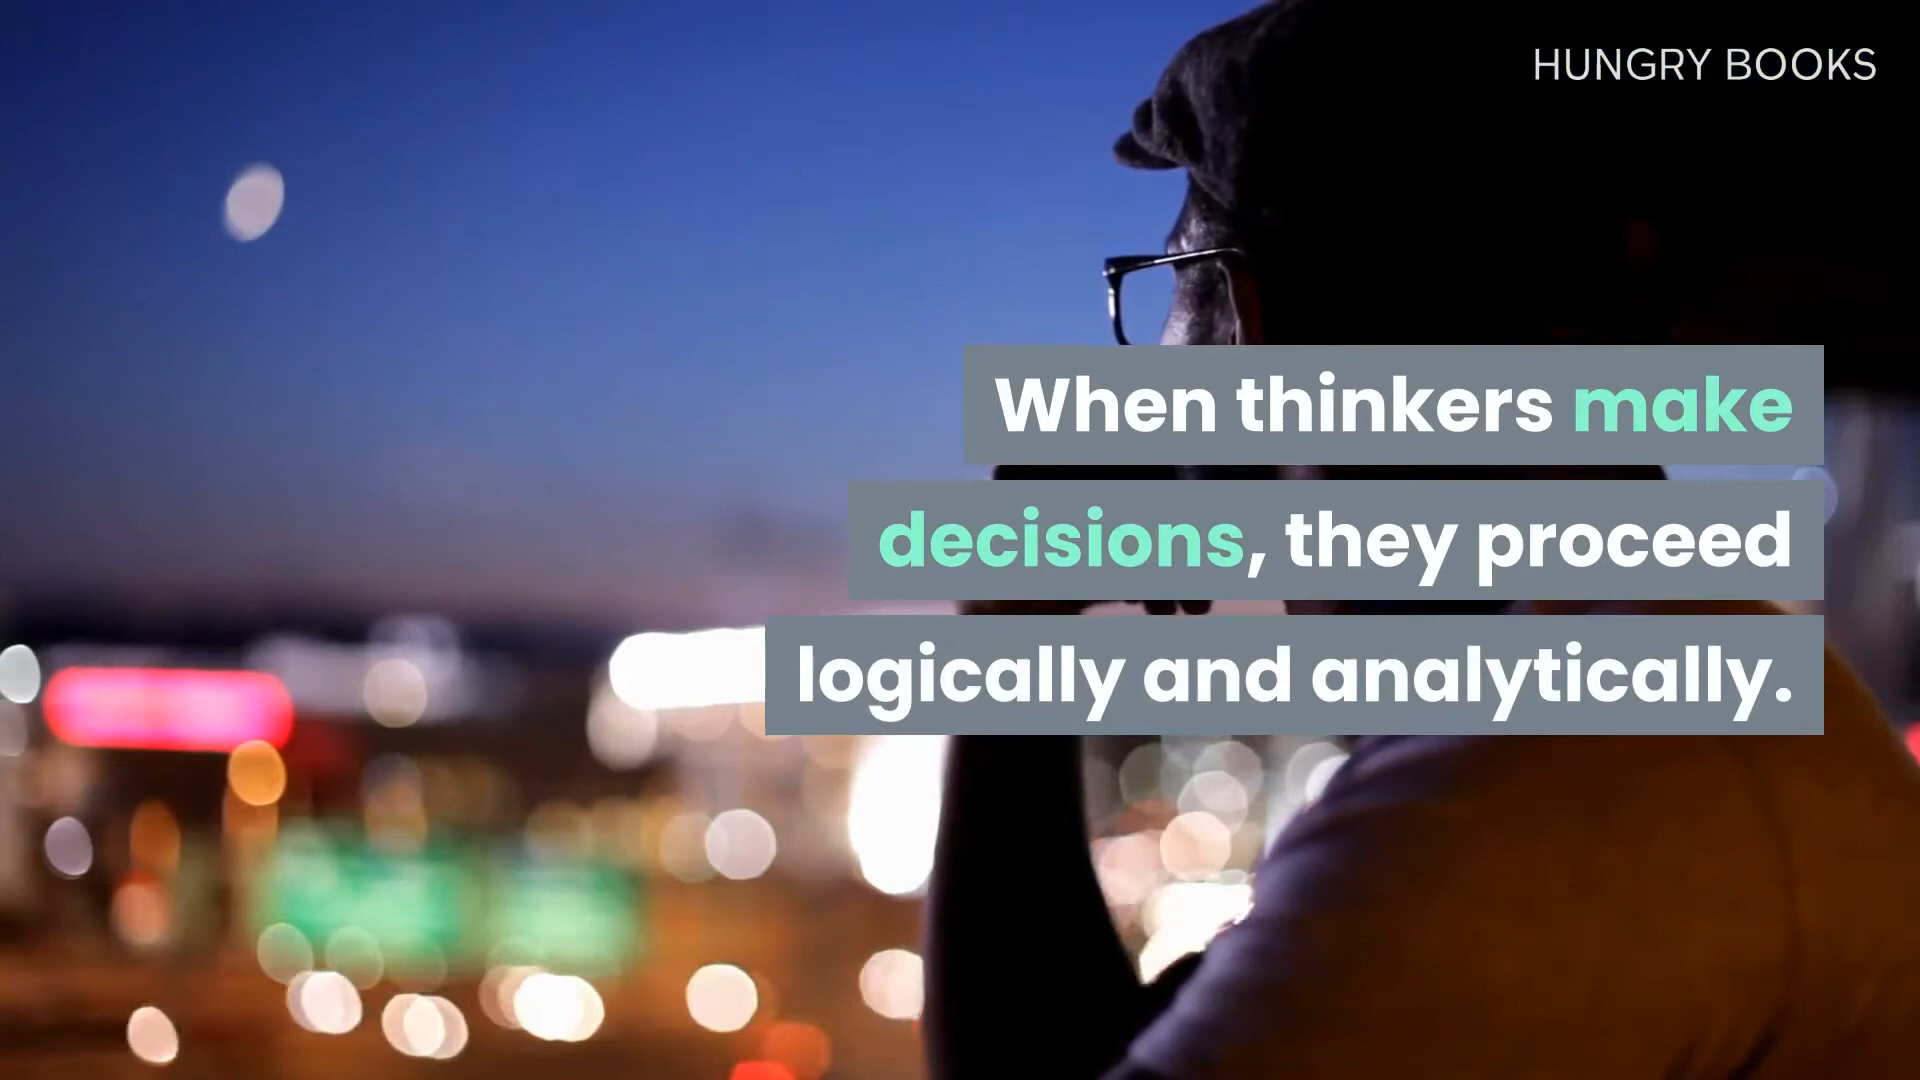 HUNGRY BOOKS
When thinkers make
decisions, they proceed
logically and analytically.